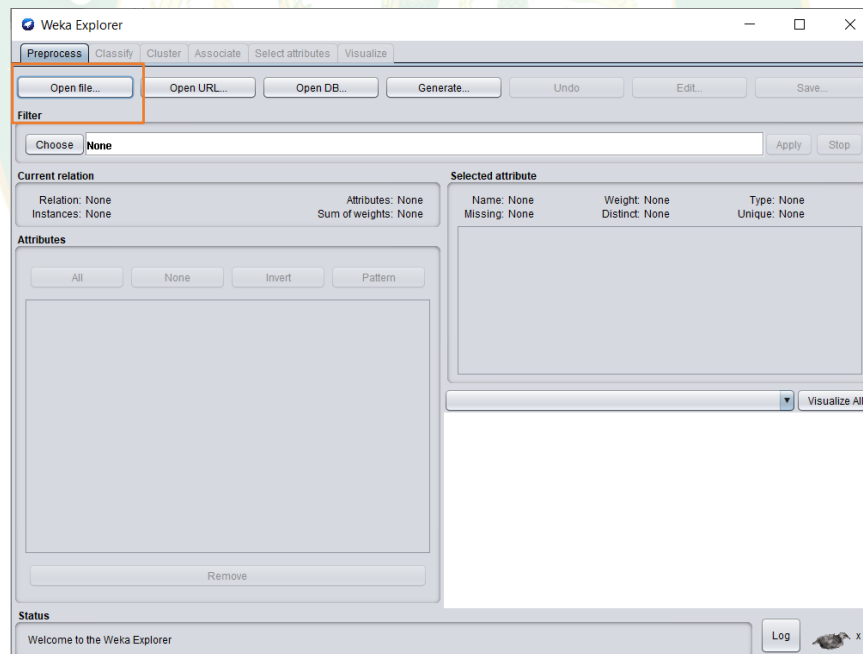 Weka Explorer
Preprocess Classify Cluster Associate Select attributes Visualize
Open file... Open URL... Open DB... Generate... Undo Edit... Save...
Filter
Choose None Apply Stop
Current relation
Relation: None Attributes: None
Instances: None Sum of weights: None
Selected attribute
Name: None Weight: None Type: None
Missing: None Distinct: None Unique: None
Attributes
All None Invert Pattern
Remove
Visualize All
Status
Welcome to the Weka Explorer
Log x